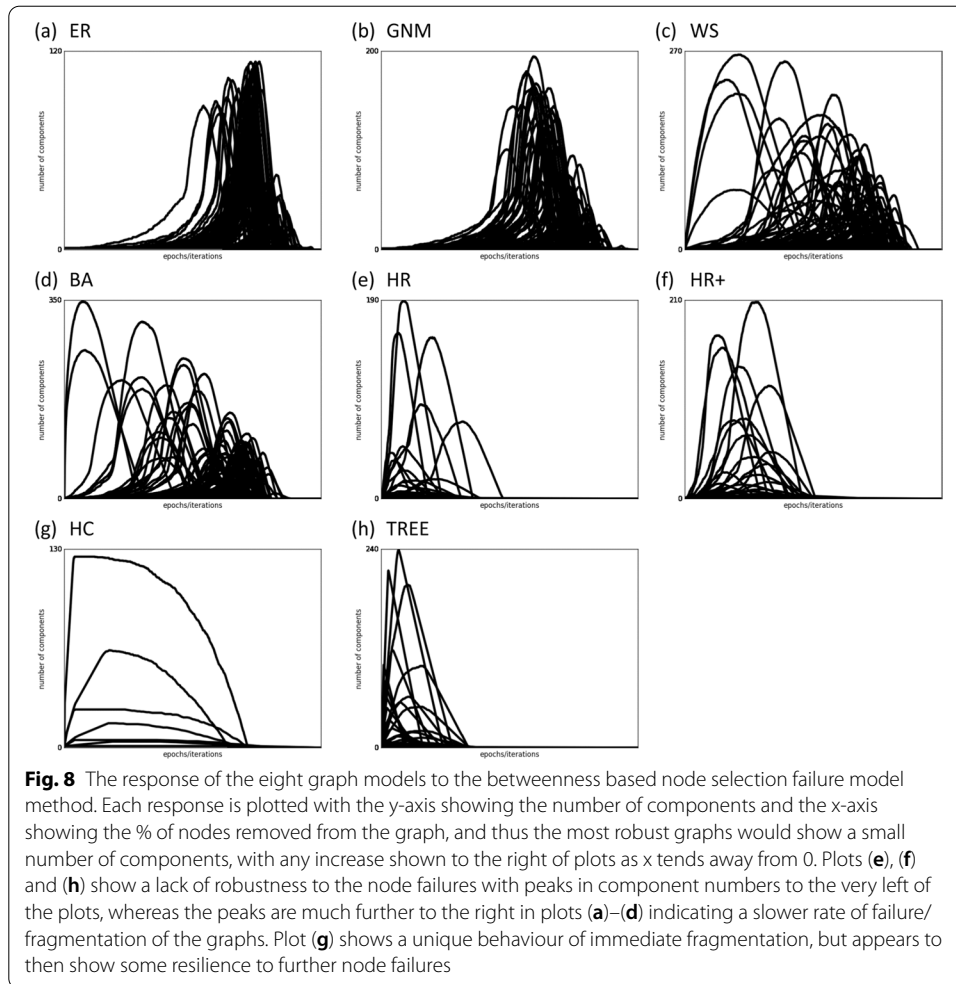 (a) ER
(b) GNM
(c) WS
120
number of components
0
epochs/iterations
200
number of components
0
epochs/iterations
270
number of components
0
epochs/iterations
(d) BA
(e) HR
(f) HR+
350
number of components
0
epochs/iterations
190
number of components
0
epochs/iterations
210
number of components
0
epochs/iterations
(g) HC
(h) TREE
130
number of components
0
epochs/iterations
240
number of components
0
epochs/iterations
Fig. 8 The response of the eight graph models to the betweenness based node selection failure model
method. Each response is plotted with the y-axis showing the number of components and the x-axis
showing the % of nodes removed from the graph, and thus the most robust graphs would show a small
number of components, with any increase shown to the right of plots as x tends away from 0. Plots (e), (f)
and (h) show a lack of robustness to the node failures with peaks in component numbers to the very left of
the plots, whereas the peaks are much further to the right in plots (a)–(d) indicating a slower rate of failure/
fragmentation of the graphs. Plot (g) shows a unique behaviour of immediate fragmentation, but appears to
then show some resilience to further node failures